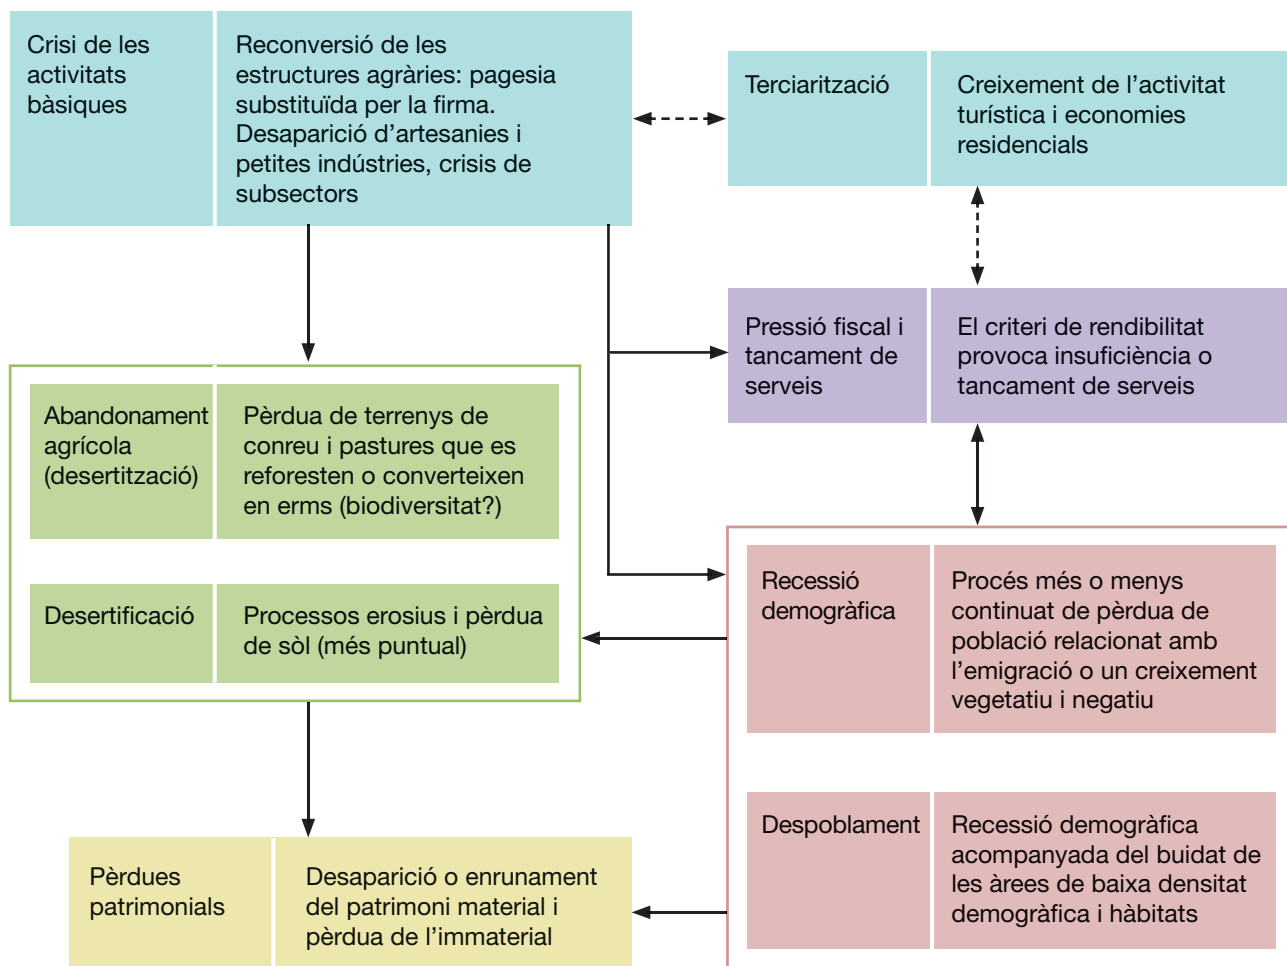 Crisi de les
activitats
bàsiques
Reconversió de les
estructures agràries: pagesia
substituïda per la firma.
Desaparició d’artesanies i
petites indústries, crisis de
subsectors
Terciarització
Creixement de l’activitat
turística i economies
residencials
Pressió fiscal i
tancament de
serveis
El criteri de rendibilitat
provoca insuficiència o
tancament de serveis
Abandonament
agrícola
(desertització)
Pèrdua de terrenys de
conreu i pastures que es
reforesten o converteixen
en erms (biodiversitat?)
Desertificació
Processos erosius i pèrdua
de sòl (més puntual)
Recessió
demogràfica
Procés més o menys
continuat de pèrdua de
població relacionat amb
l’emigració o un creixement
vegetatiu i negatiu
Despoblament
Recessió demogràfica
acompanyada del buidat de
les àrees de baixa densitat
demogràfica i hàbitats
Pèrdues
patrimonials
Desaparició o enrunament
del patrimoni material i
pèrdua de l’immaterial